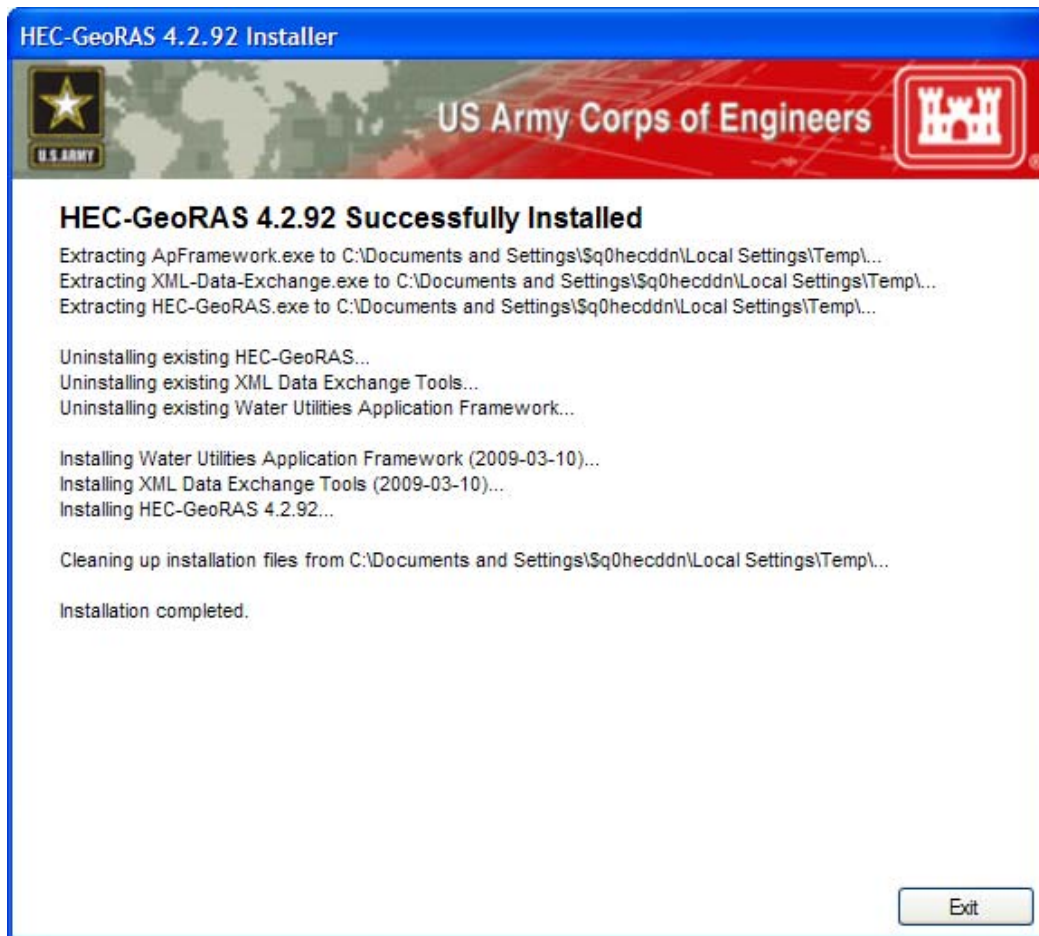 HEC-GeoRAS 4.2.92 Installer
U.S.ARMY
US Army Corps of Engineers
®
HEC-GeoRAS 4.2.92 Successfully Installed
Extracting ApFramework.exe to C:\Documents and Settings\$q0hecddn\Local Settings\Temp\...
Extracting XML-Data-Exchange.exe to C:\Documents and Settings\$q0hecddn\Local Settings\Temp\...
Extracting HEC-GeoRAS.exe to C:\Documents and Settings\$q0hecddn\Local Settings\Temp\...
Uninstalling existing HEC-GeoRAS...
Uninstalling existing XML Data Exchange Tools...
Uninstalling existing Water Utilities Application Framework...
Installing Water Utilities Application Framework (2009-03-10)...
Installing XML Data Exchange Tools (2009-03-10)...
Installing HEC-GeoRAS 4.2.92...
Cleaning up installation files from C:\Documents and Settings\$q0hecddn\Local Settings\Temp\...
Installation completed.
Exit